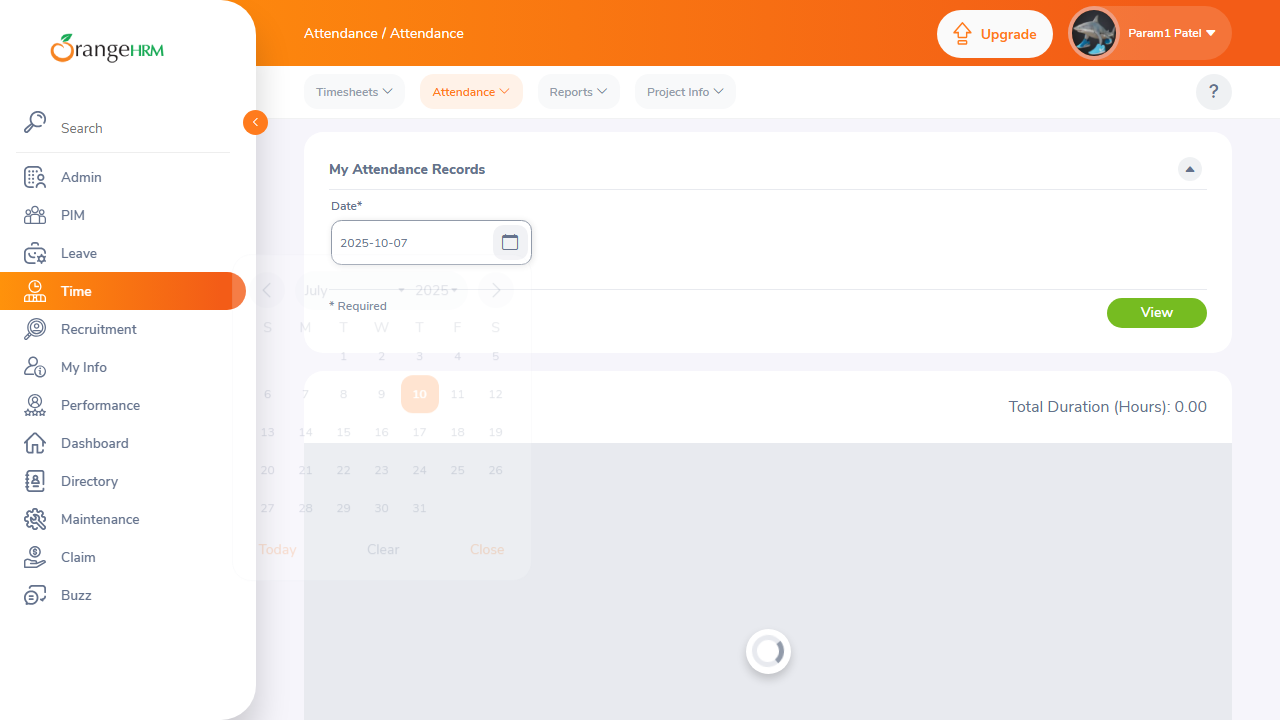 OrangeHRM
Search
Admin
PIM
Leave
Time
Recruitment
My Info
Performance
Dashboard
Directory
Maintenance
Claim
Buzz
Attendance / Attendance
Upgrade
Param1 Patel
Timesheets
Attendance
Reports
Project Info
?
My Attendance Records
Date*
2025-10-07
* Required
View
July 2025
S M T W T F S
1 2 3 4 5
6 7 8 9 10 11 12
13 14 15 16 17 18 19
20 21 22 23 24 25 26
27 28 29 30 31
Today Clear Close
Total Duration (Hours): 0.00